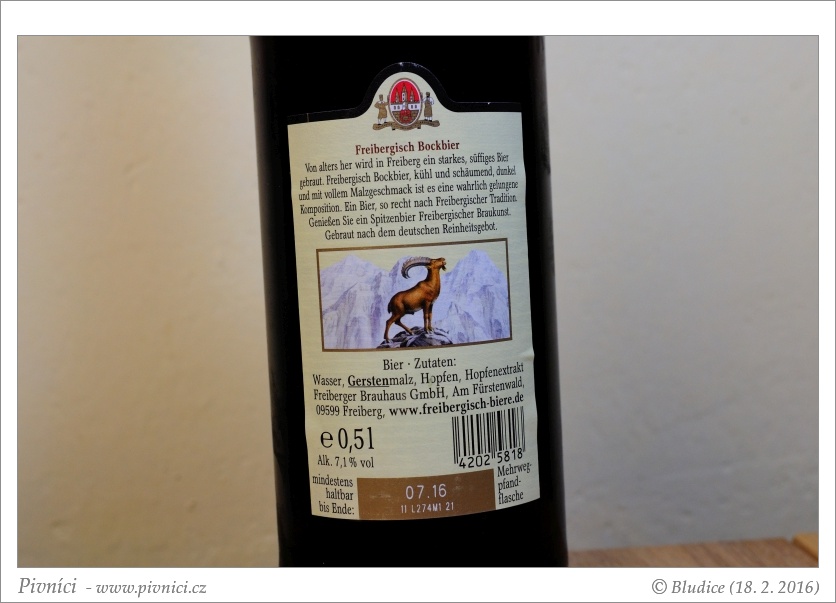 Freibergisch Bockbier
Von alters her wird in Freiberg ein starkes, süffiges Bier
gebraut. Freibergisch Bockbier, kühl und schäumend, dunkel
und mit vollem Malzgeschmack ist es eine wahrlich gelungene
Komposition. Ein Bier, so recht nach Freibergischer Tradition.
Genießen Sie ein Spitzenbier Freibergischer Braukunst.
Gebraut nach dem deutschen Reinheitsgebot.
Bier · Zutaten:
Wasser, Gerstenmalz, Hopfen, Hopfenextrakt
Freiberger Brauhaus GmbH, Am Fürstenwald,
09599 Freiberg, www.freibergisch-biere.de
℮ 0,5 l
Alk. 7,1 % vol
4202 5818
mindestens
haltbar
bis Ende:
07.16
II L274M1 21
Mehrweg-
pfand-
flasche
Pivníci - www.pivnici.cz
© Bludice (18. 2. 2016)